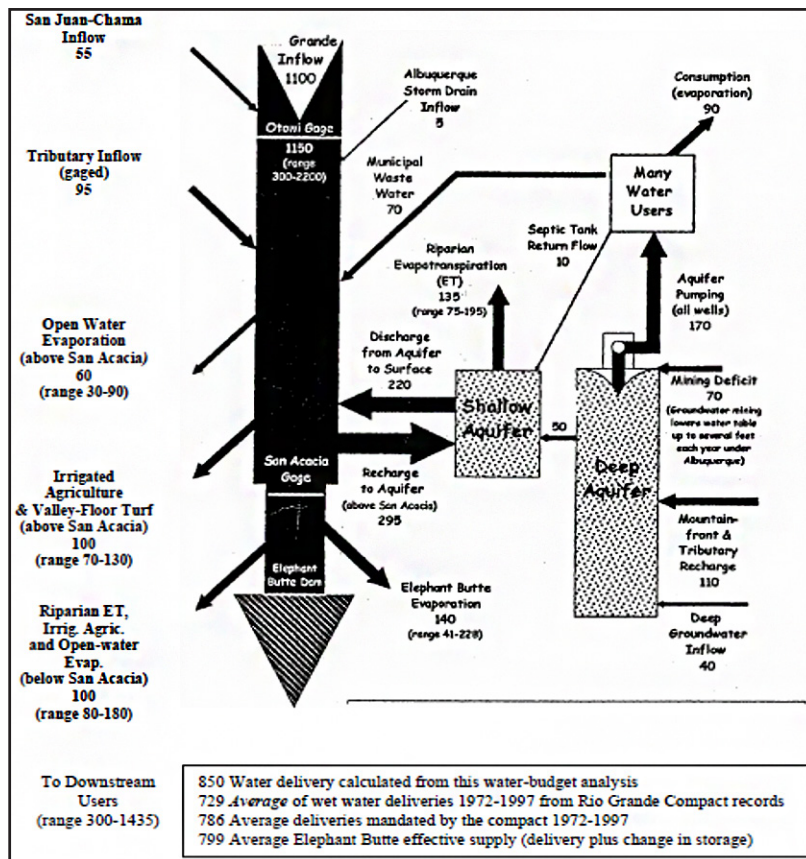 San Juan-Chama
Inflow
55
Tributary Inflow
(gaged)
95
Open Water
Evaporation
(above San Acacia)
60
(range 30-90)
Irrigated
Agriculture
& Valley-Floor Turf
(above San Acacia)
100
(range 70-130)
Riparian ET,
Irrig. Agric.
and Open-water
Evap.
(below San Acacia)
100
(range 80-180)
To Downstream
Users
(range 300-1435)
Grande
Inflow
1100
Otowi Gage
1150
(range
300-2200)
San Acacia
Gage
Elephant
Butte Dam
Albuquerque
Storm Drain
Inflow
5
Municipal
Waste
Water
70
Riparian
Evapotranspiration
(ET)
135
(range 75-195)
Discharge
from Aquifer
to Surface
220
Recharge
to Aquifer
(above San Acacia)
295
Elephant Butte
Evaporation
140
(range 41-228)
Shallow
Aquifer
Septic Tank
Return Flow
10
50
Consumption
(evaporation)
90
Many
Water
Users
Aquifer
Pumping
(all wells)
170
Mining Deficit
70
(Groundwater mining
lowers water table
up to several feet
each year under
Albuquerque)
Deep
Aquifer
Mountain-
front &
Tributary
Recharge
110
Deep
Groundwater
Inflow
40
850 Water delivery calculated from this water-budget analysis
729 Average of wet water deliveries 1972-1997 from Rio Grande Compact records
786 Average deliveries mandated by the compact 1972-1997
799 Average Elephant Butte effective supply (delivery plus change in storage)